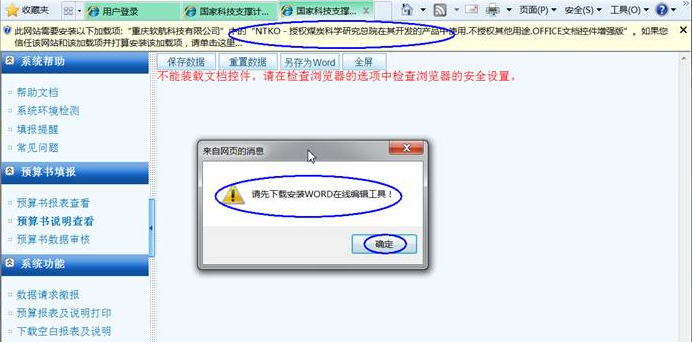 收藏夹 用户登录 国家科技支撑计... 国家科技支撑... 页面(P) 安全(S) 工具(O)
此网站需要安装以下加载项:“重庆软航科技有限公司”中的“NTKO - 授权煤炭科学研究总院在其开发的产品中使用.不授权其他用途.OFFICE文档控件增强版”。如果您
信任该网站和该加载项并打算安装该加载项，请单击这里...
系统帮助
保存数据 重置数据 另存为Word 全屏
不能装载文档控件。请在检查浏览器的选项中检查浏览器的安全设置。
帮助文档
系统环境检测
填报提醒
常见问题
来自网页的消息
请先下载安装WORD在线编辑工具！
确定
预算书填报
预算书报表查看
预算书说明查看
预算书数据审核
系统功能
数据请求撤报
预算报表及说明打印
下载空白报表及说明